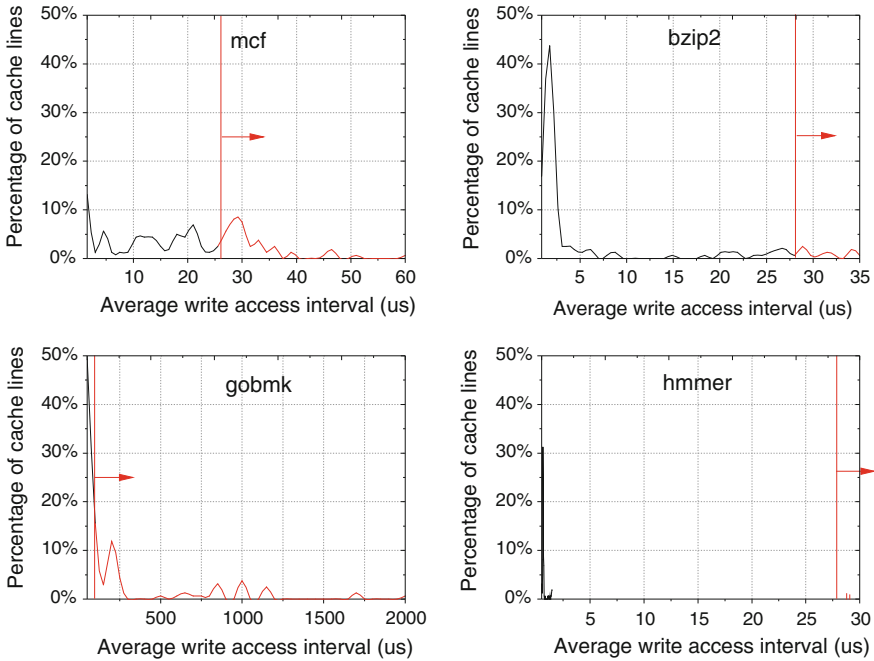 mcf
50%
40%
30%
20%
10%
0%
Percentage of cache lines
10 20 30 40 50 60
Average write access interval (us)
bzip2
50%
40%
30%
20%
10%
0%
Percentage of cache lines
5 10 15 20 25 30 35
Average write access interval (us)
gobmk
50%
40%
30%
20%
10%
0%
Percentage of cache lines
500 1000 1500 2000
Average write access interval (us)
hmmer
50%
40%
30%
20%
10%
0%
Percentage of cache lines
5 10 15 20 25 30
Average write access interval (us)